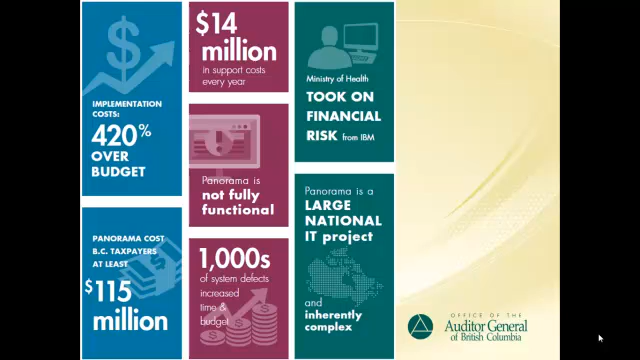 IMPLEMENTATION
COSTS:
420%
OVER
BUDGET
PANORAMA COST
B.C. TAXPAYERS
AT LEAST
$115
million
$14
million
in support costs
every year
Panorama is
not fully
functional
1,000s
of system defects
increased
time &
budget
Ministry of Health
TOOK ON
FINANCIAL
RISK from IBM
Panorama is a
LARGE
NATIONAL
IT project
and
inherently
complex
OFFICE OF THE
Auditor General
of British Columbia